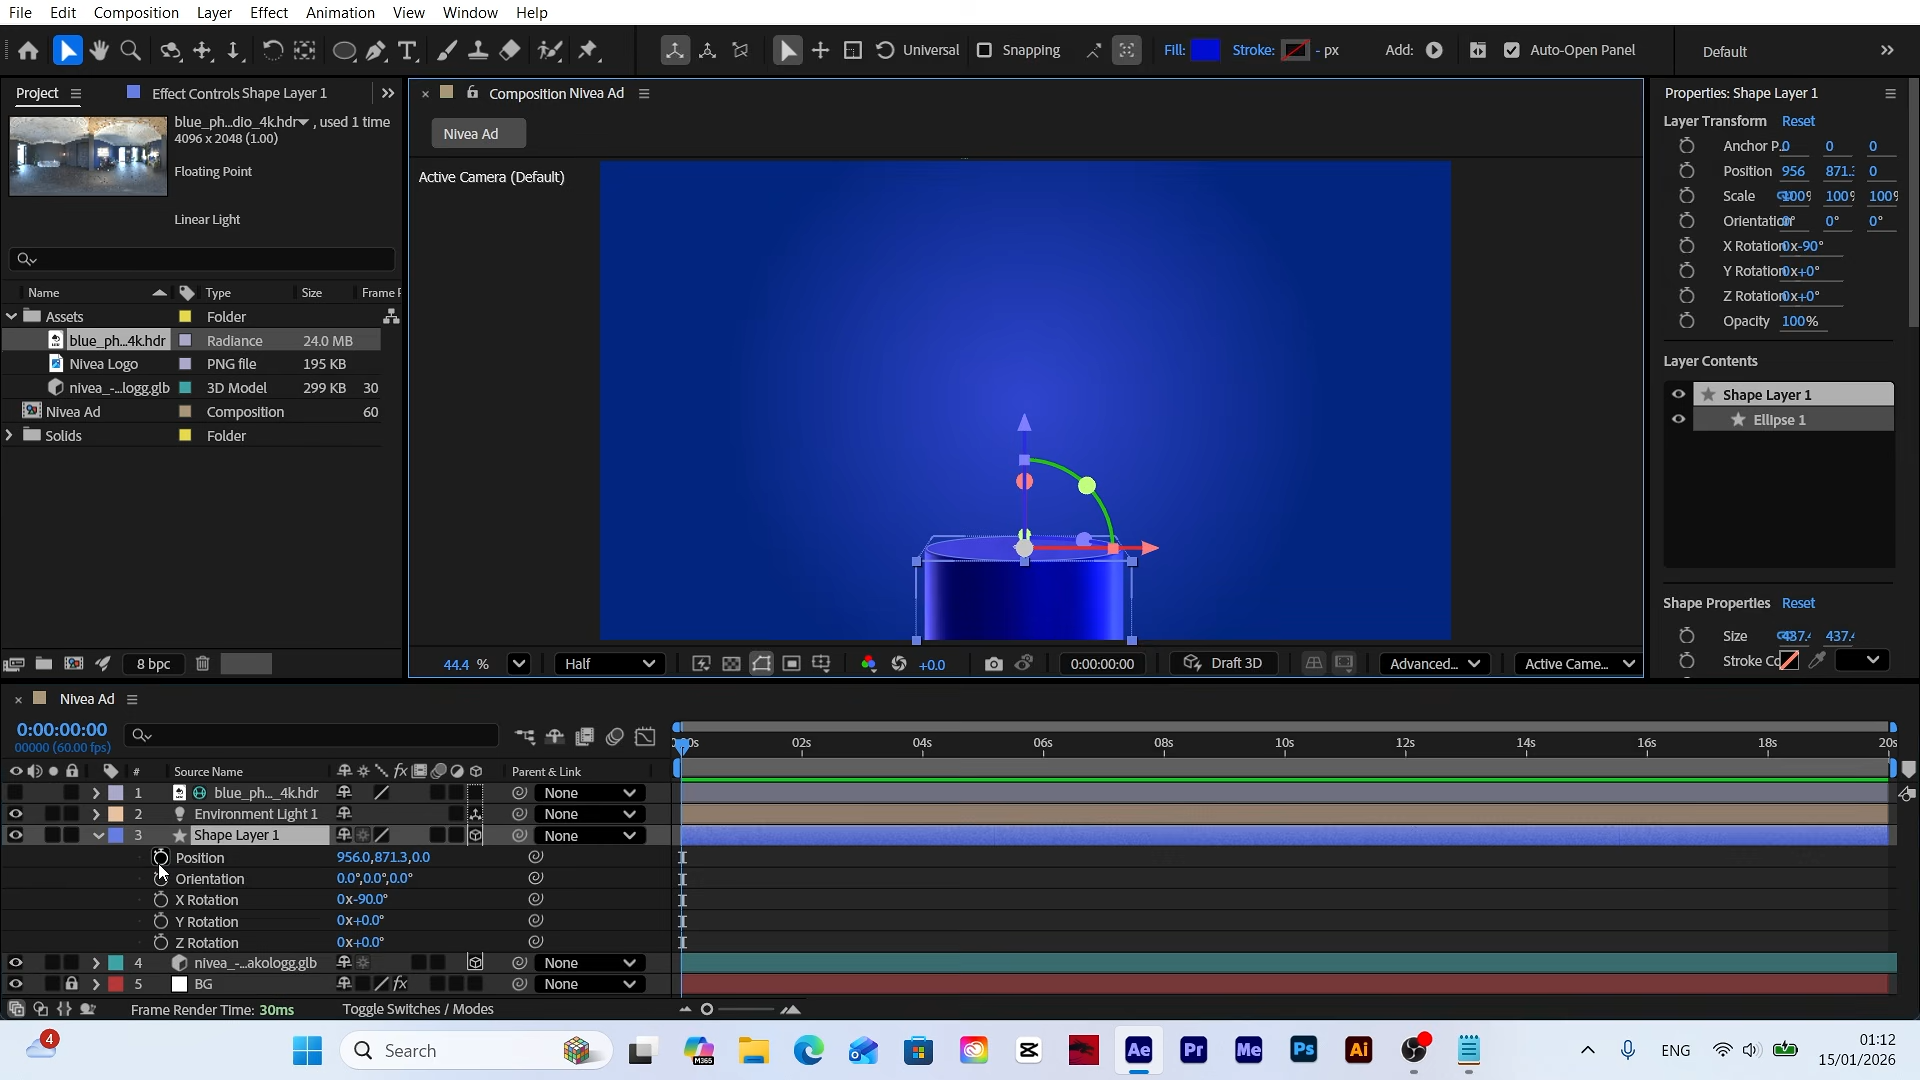 File Edit Composition Layer Effect Animation View Window Help
Universal Snapping Fill: Stroke: - px Add: Auto-Open Panel Default
Project Effect Controls Shape Layer 1
blue_ph...dio_4k.hdr , used 1 time
4096 x 2048 (1.00)
Floating Point
Linear Light
Name Type Size Frame R
Assets Folder
blue_ph...4k.hdr Radiance 24.0 MB
Nivea Logo PNG file 195 KB
nivea_-...logg.glb 3D Model 299 KB 30
Nivea Ad Composition 60
Solids Folder
8 bpc
Composition Nivea Ad
Nivea Ad
Active Camera (Default)
44.4 % Half +0.0 0:00:00:00 Draft 3D Advanced... Active Came...
Properties: Shape Layer 1
Layer Transform Reset
Anchor P... 0 0 0
Position 956 871.3 0
Scale 100% 100% 100%
Orientation 0° 0° 0°
X Rotation 0x-90°
Y Rotation 0x+0°
Z Rotation 0x+0°
Opacity 100%
Layer Contents
Shape Layer 1
Ellipse 1
Shape Properties Reset
Size 437.4 437.4
Stroke Co
Nivea Ad
0:00:00:00
00000 (60.00 fps)
00s 02s 04s 06s 08s 10s 12s 14s 16s 18s 20s
# Source Name Parent & Link
1 blue_ph..._4k.hdr None
2 Environment Light 1 None
3 Shape Layer 1 None
Position 956.0,871.3,0.0
Orientation 0.0°,0.0°,0.0°
X Rotation 0x-90.0°
Y Rotation 0x+0.0°
Z Rotation 0x+0.0°
4 nivea_-...akologg.glb None
5 BG None
Frame Render Time: 30ms Toggle Switches / Modes
4 Search M365 Ae Pr Me Ps Ai ENG 01:12
15/01/2026